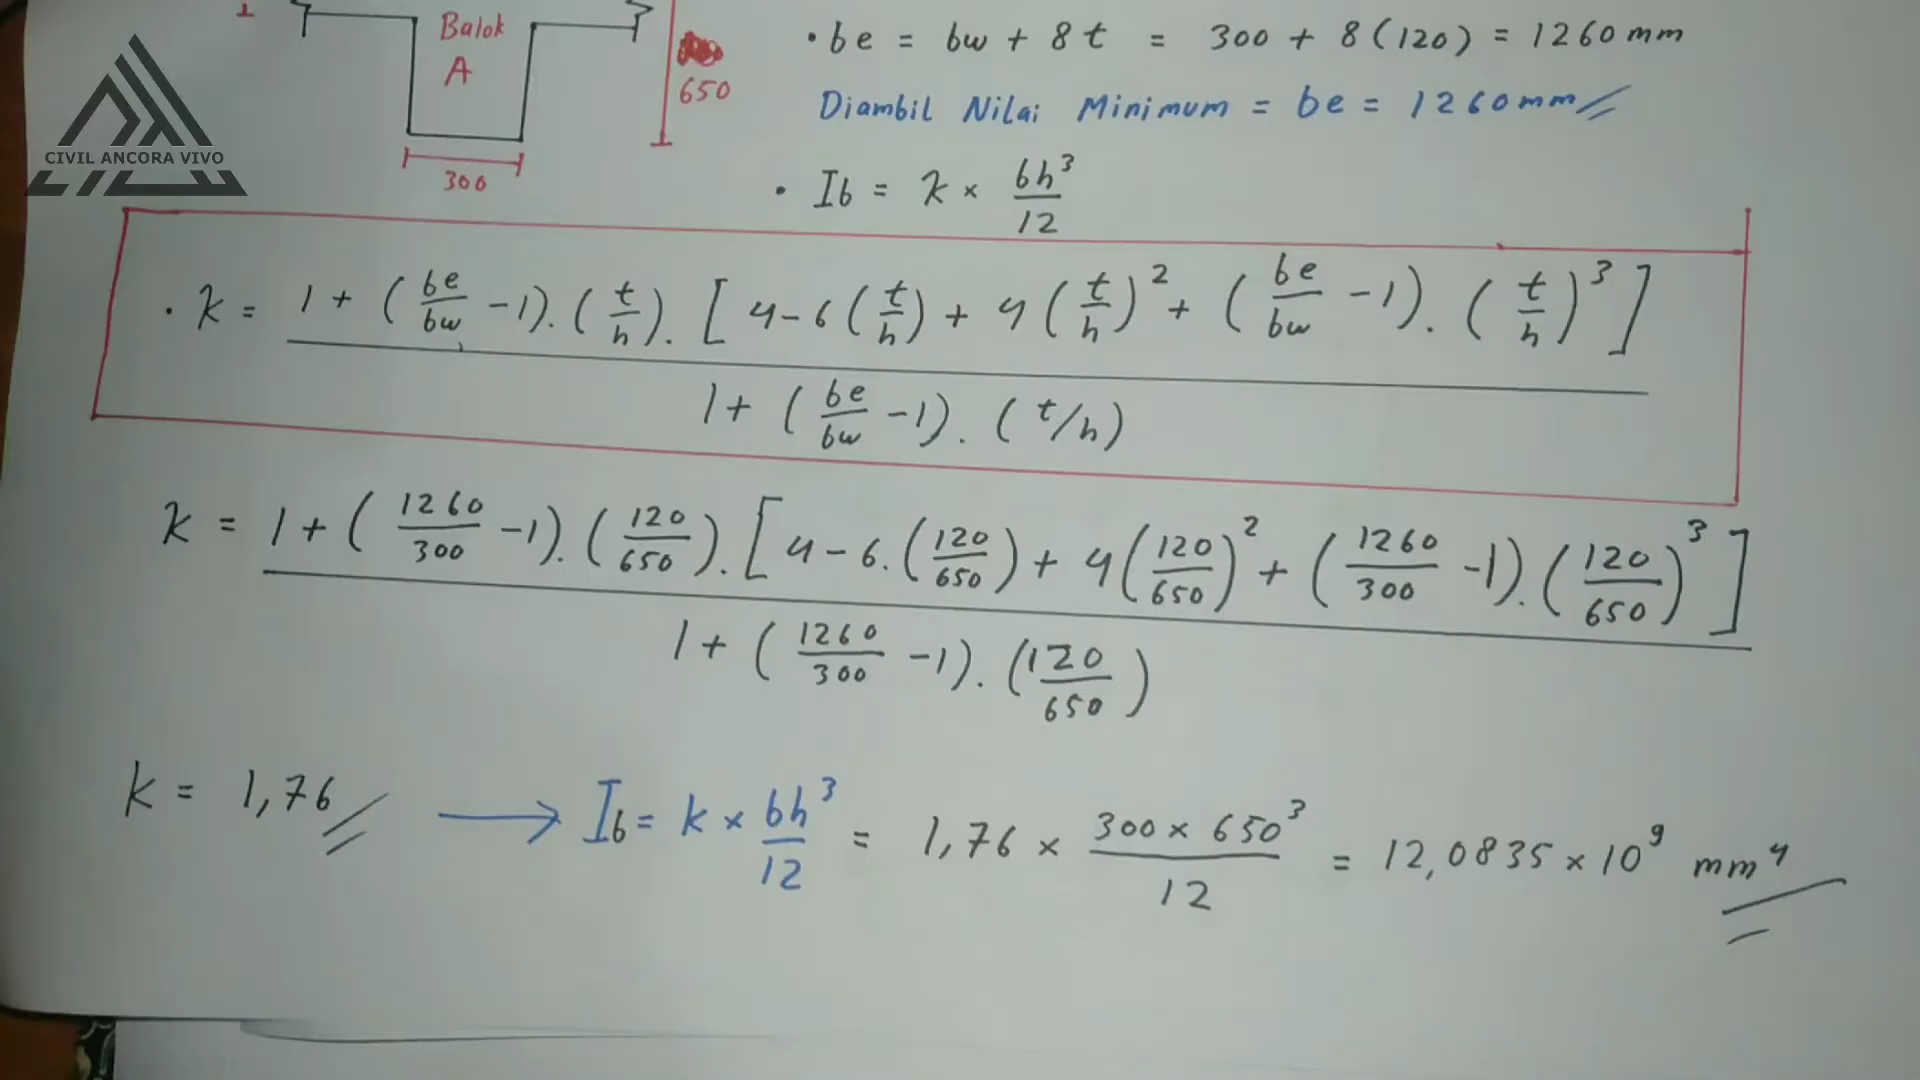 Balok
A
650
300
CIVIL ANCORA VIVO
• be = bw + 8t = 300 + 8(120) = 1260 mm
Diambil Nilai Minimum = be = 1260 mm
• Ib = k × bh³/12
• k = 1 + (be/bw - 1) . (t/h) . [4 - 6(t/h) + 4(t/h)² + (be/bw - 1) . (t/h)³]
1 + (be/bw - 1) . (t/h)
k = 1 + (1260/300 - 1) . (120/650) . [4 - 6 . (120/650) + 4(120/650)² + (1260/300 - 1) . (120/650)³]
1 + (1260/300 - 1) . (120/650)
k = 1,76 → Ib = k × bh³/12 = 1,76 × 300 × 650³/12 = 12,0835 × 10⁹ mm⁴